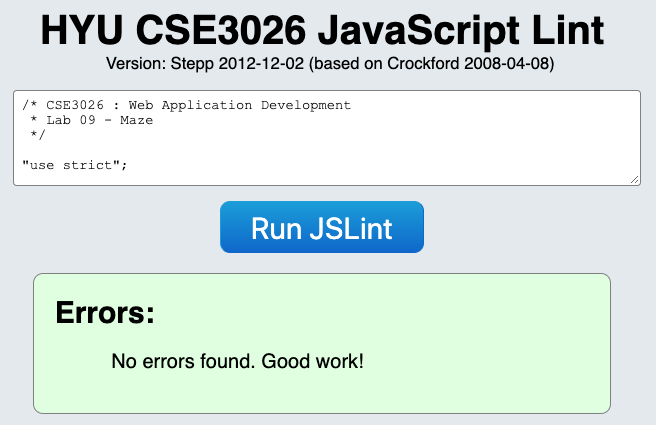 HYU CSE3026 JavaScript Lint
Version: Stepp 2012-12-02 (based on Crockford 2008-04-08)
/* CSE3026 : Web Application Development
 * Lab 09 - Maze
 */
"use strict";
Run JSLint
Errors:
No errors found. Good work!